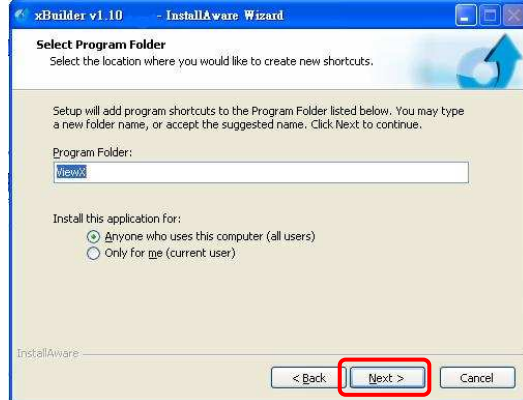 xBuilder v1.10 - InstallAware Wizard
Select Program Folder
Select the location where you would like to create new shortcuts.
Setup will add program shortcuts to the Program Folder listed below. You may type
a new folder name, or accept the suggested name. Click Next to continue.
Program Folder:
ViewX
Install this application for:
Anyone who uses this computer (all users)
Only for me (current user)
InstallAware
< Back Next > Cancel